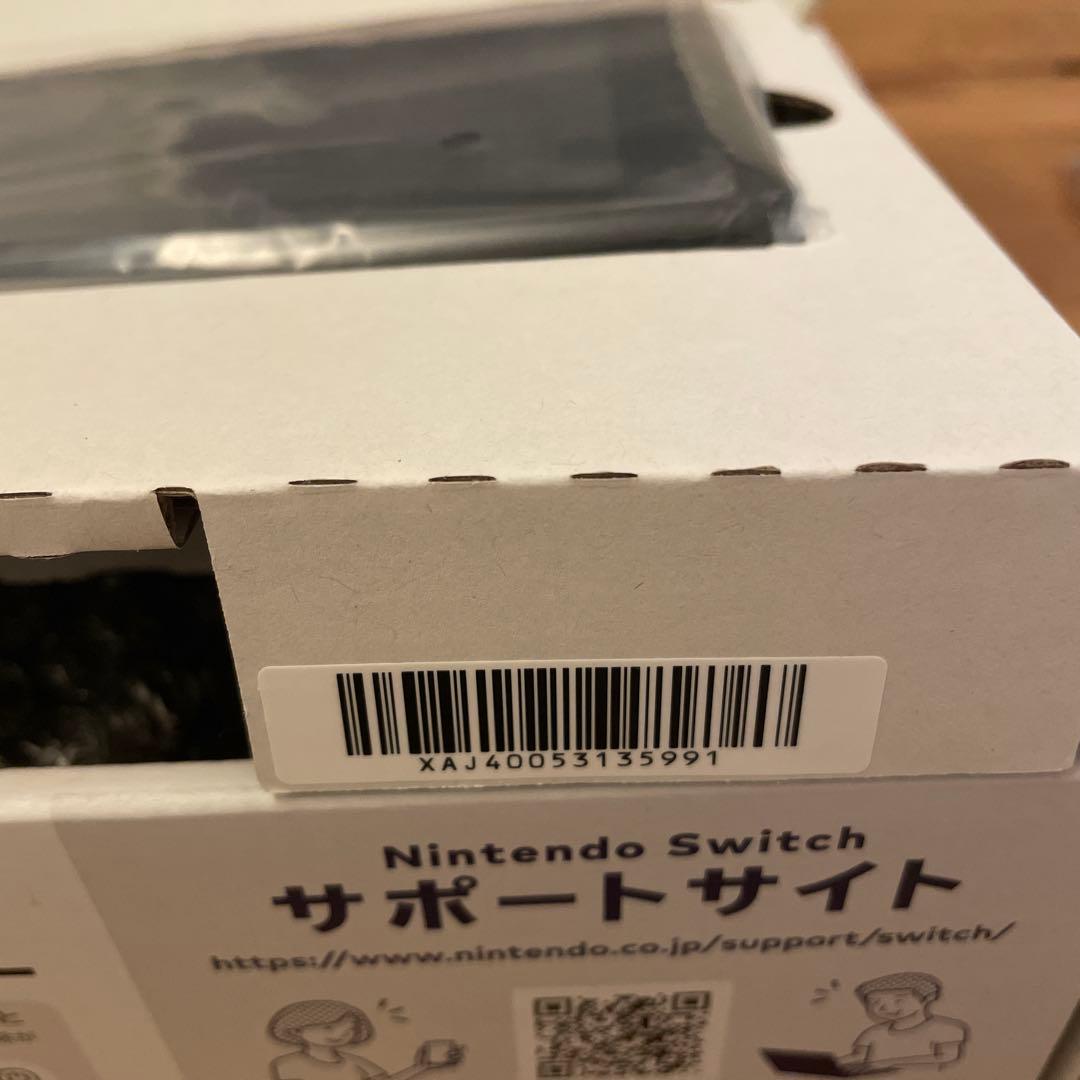 XAJ40053135991
Nintendo Switch
サポートサイト
https://www.nintendo.co.jp/support/switch/